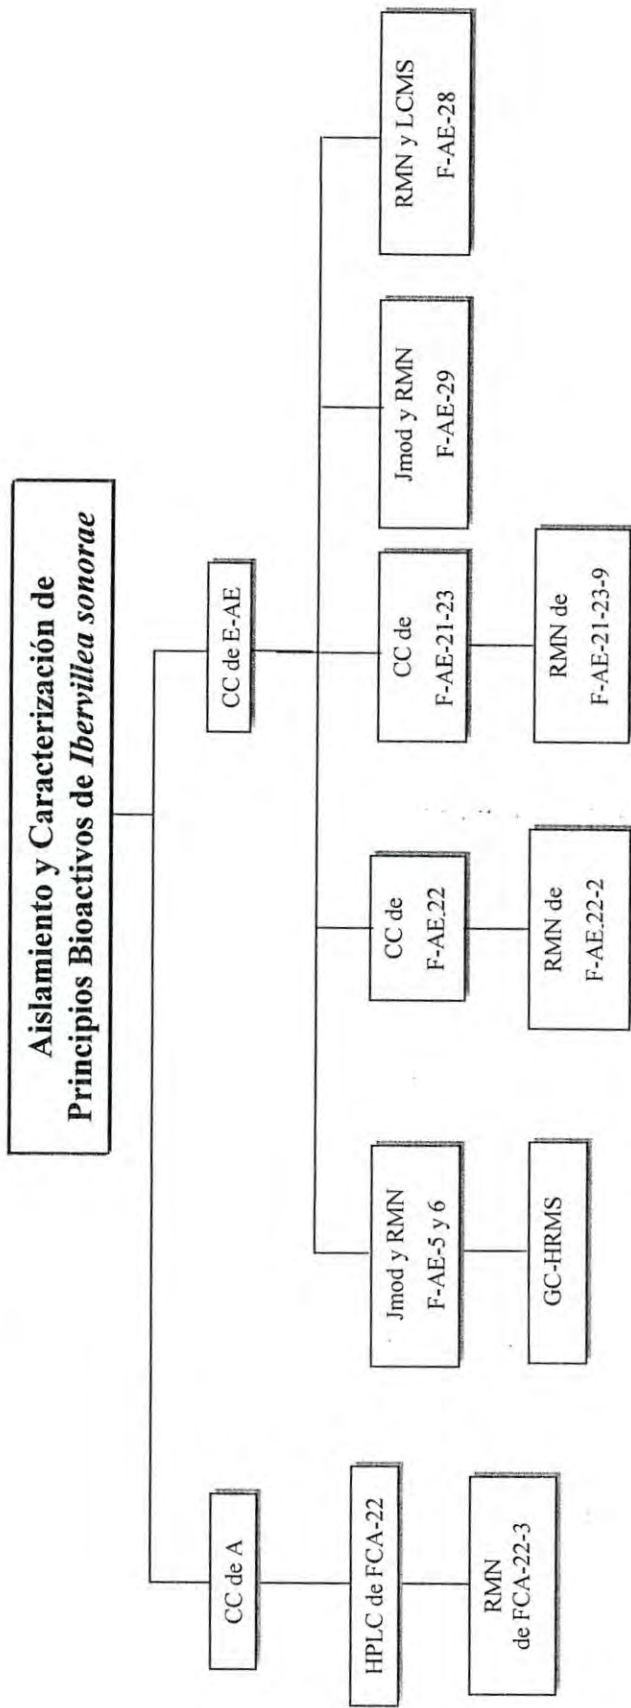 Aislamiento y Caracterización de
Principios Bioactivos de Ibervillea sonorae
CC de A
CC de E-AE
HPLC de FCA-22
Jmod y RMN
F-AE-5 y 6
CC de
F-AE.22
CC de
F-AE-21-23
Jmod y RMN
F-AE-29
RMN y LCMS
F-AE-28
RMN
de FCA-22-3
GC-HRMS
RMN de
F-AE.22-2
RMN de
F-AE-21-23-9